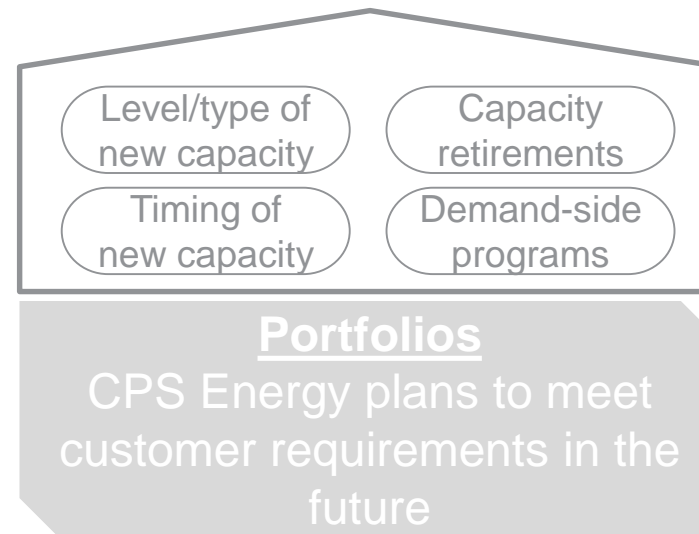 Level/type of
new capacity
Capacity
retirements
Timing of
new capacity
Demand-side
programs
Portfolios
CPS Energy plans to meet
customer requirements in the
future